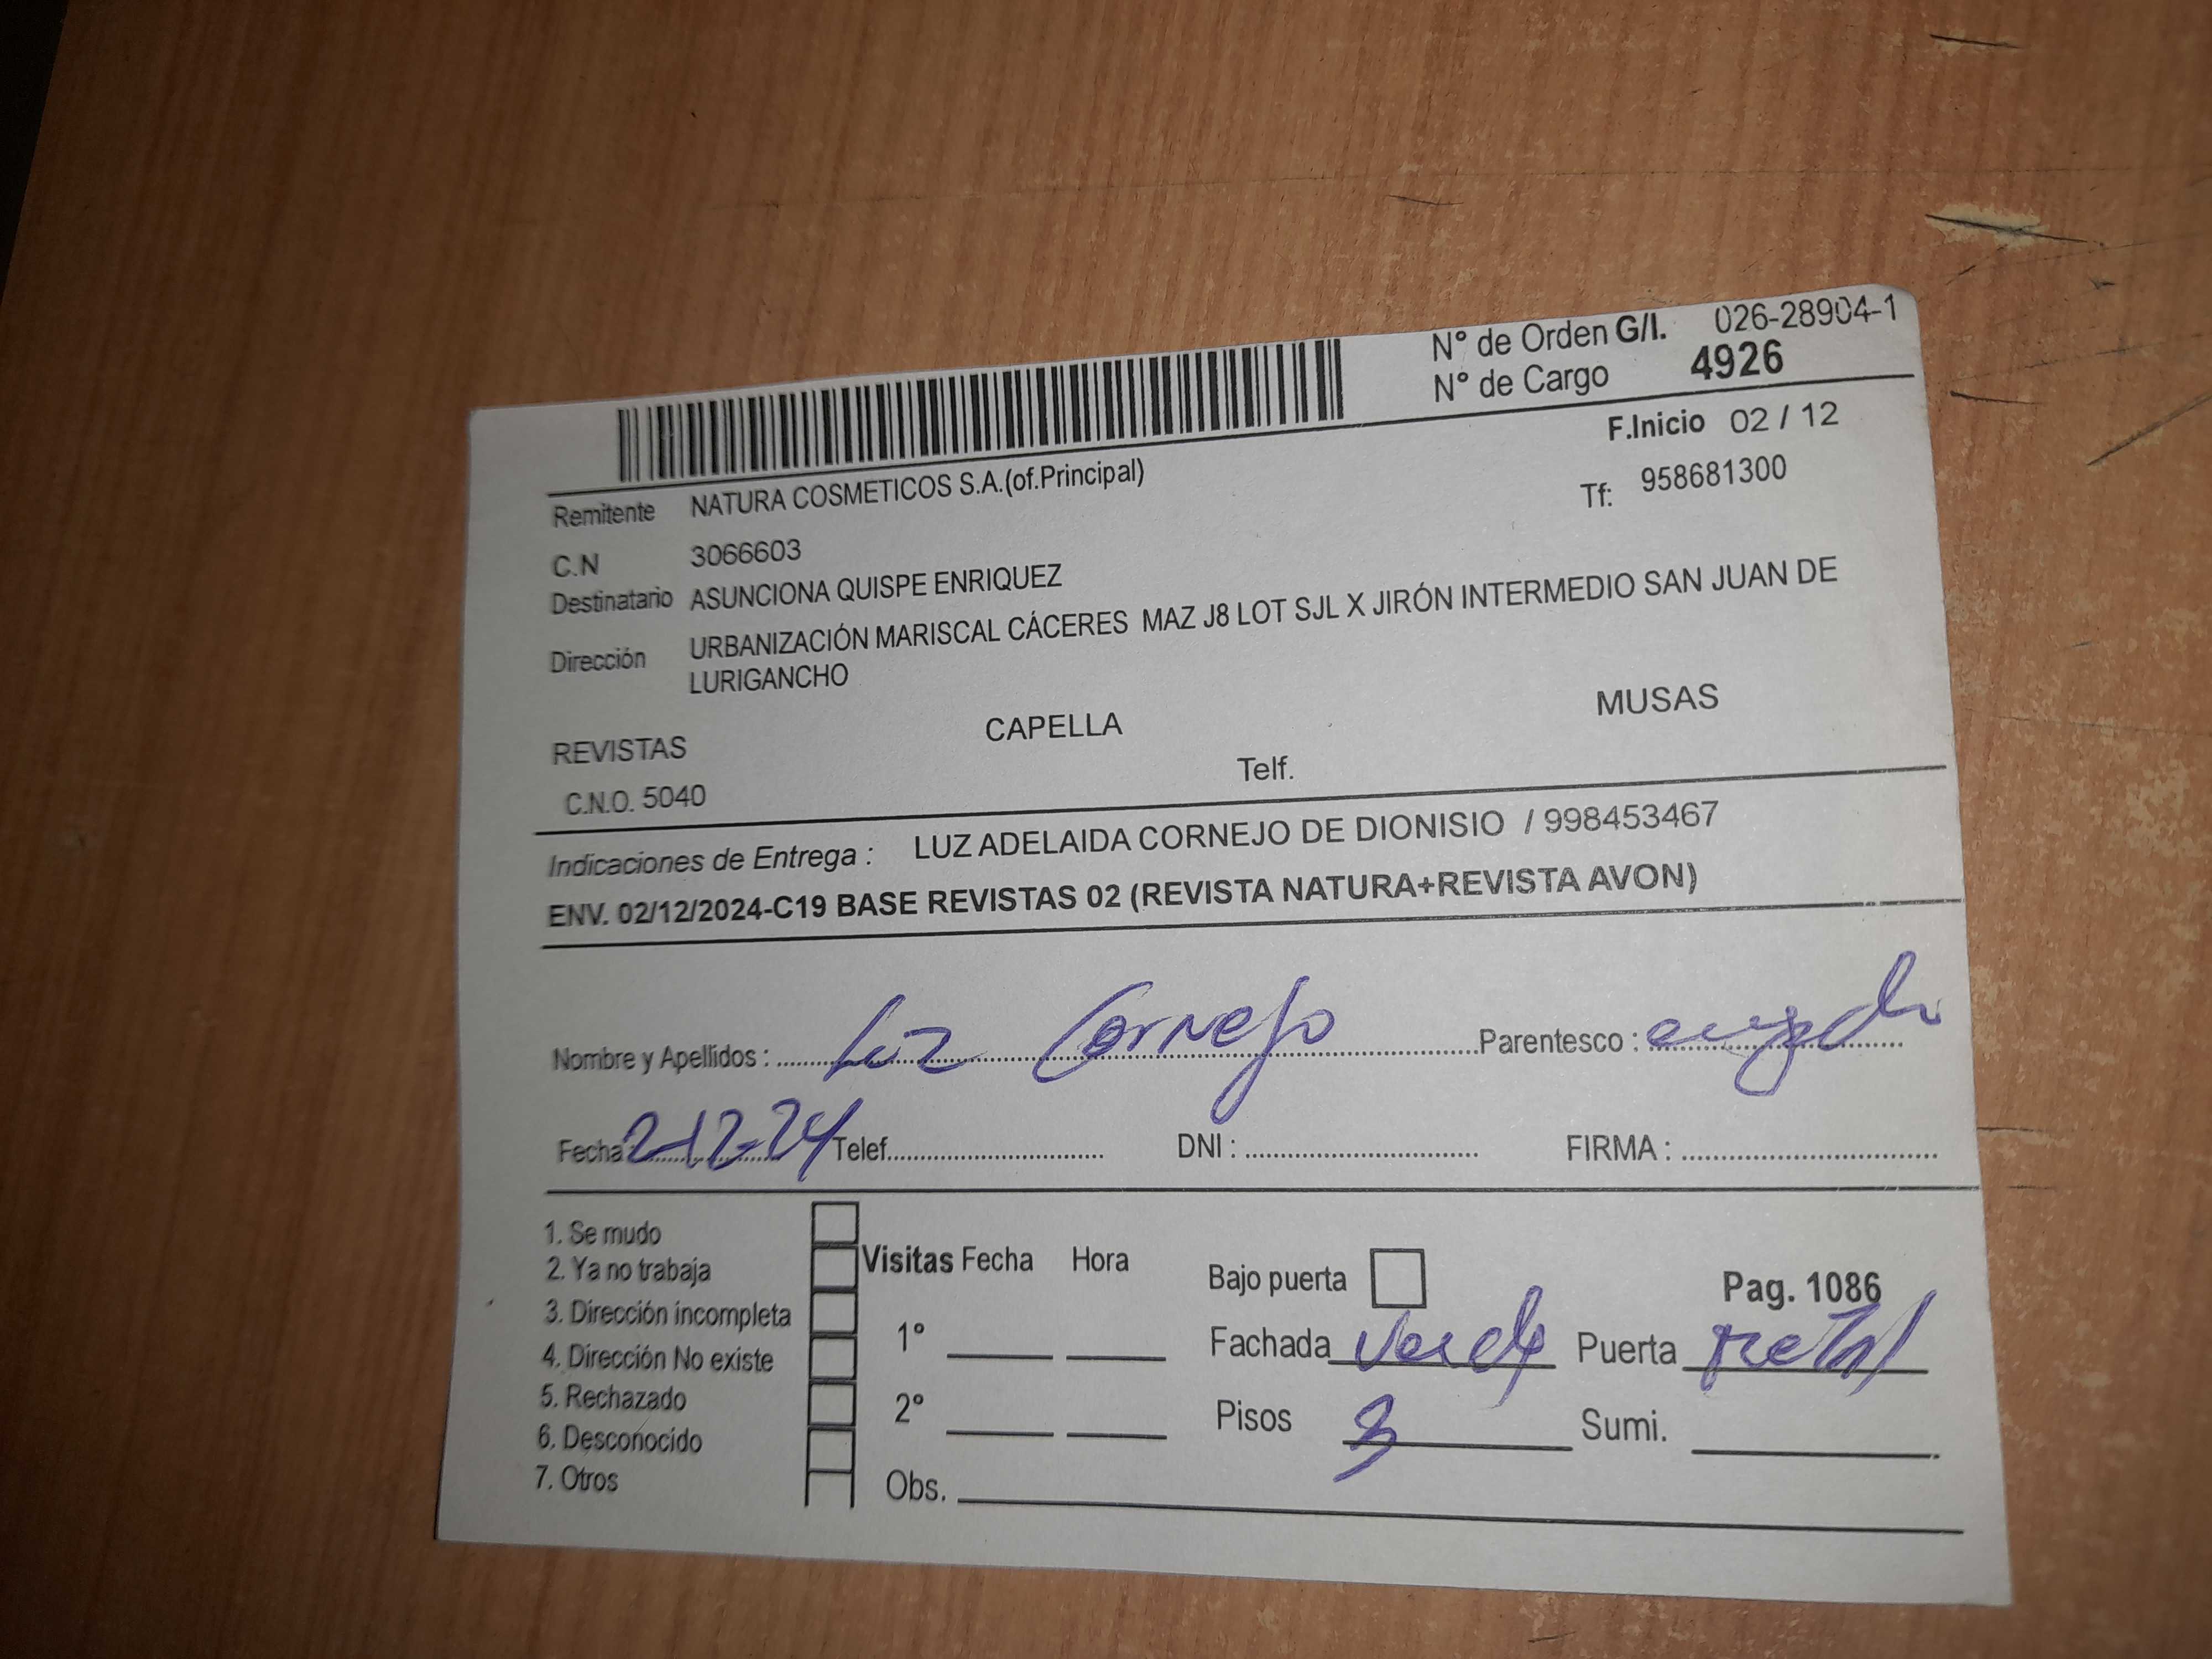 N° de Orden G/I. 026-28904-1
N° de Cargo 4926
F.Inicio 02 / 12
Remitente NATURA COSMETICOS S.A.(of.Principal) Tf: 958681300
C.N 3066603
Destinatario ASUNCIONA QUISPE ENRIQUEZ
Dirección URBANIZACIÓN MARISCAL CÁCERES MAZ J8 LOT SJL X JIRÓN INTERMEDIO SAN JUAN DE
LURIGANCHO
REVISTAS CAPELLA MUSAS
C.N.O. 5040 Telf.
Indicaciones de Entrega : LUZ ADELAIDA CORNEJO DE DIONISIO / 998453467
ENV. 02/12/2024-C19 BASE REVISTAS 02 (REVISTA NATURA+REVISTA AVON)
Nombre y Apellidos : Luz Cornejo Parentesco :
Fecha 2-12-24 Telef. DNI : FIRMA :
1. Se mudo
2. Ya no trabaja Visitas Fecha Hora Bajo puerta Pag. 1086
3. Dirección incompleta
4. Dirección No existe 1° Fachada Verde Puerta metal
5. Rechazado
6. Desconocido 2° Pisos 3 Sumi.
7. Otros Obs.